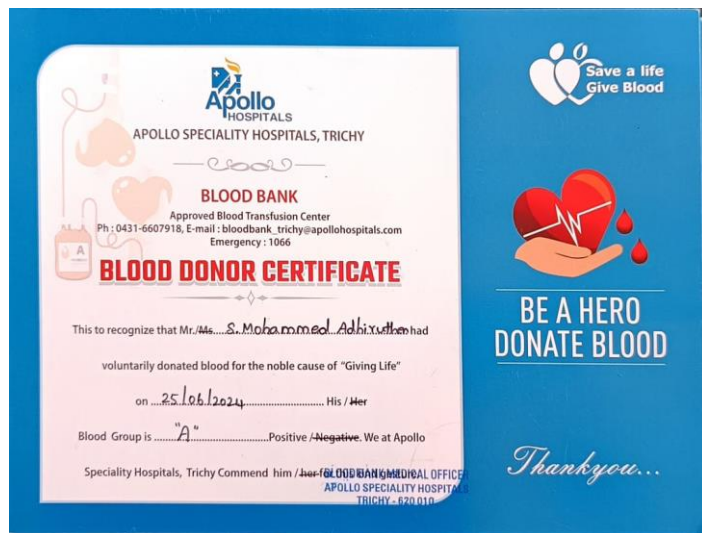 Apollo
HOSPITALS
APOLLO SPECIALITY HOSPITALS, TRICHY
BLOOD BANK
Approved Blood Transfusion Center
Ph : 0431-6607918, E-mail : bloodbank_trichy@apollohospitals.com
Emergency : 1066
A
BLOOD DONOR CERTIFICATE
This to recognize that Mr./Ms.... S. Mohammed Adhiruthen had
voluntarily donated blood for the noble cause of "Giving Life"
on ....25/06/2024.................... His / Her
Blood Group is ......"A"..................Positive / Negative. We at Apollo
Speciality Hospitals, Trichy Commend him / her for this
BLOOD BANK MEDICAL OFFICER
APOLLO SPECIALITY HOSPITALS
TRICHY - 620 010
Save a life
Give Blood
BE A HERO
DONATE BLOOD
Thankyou...